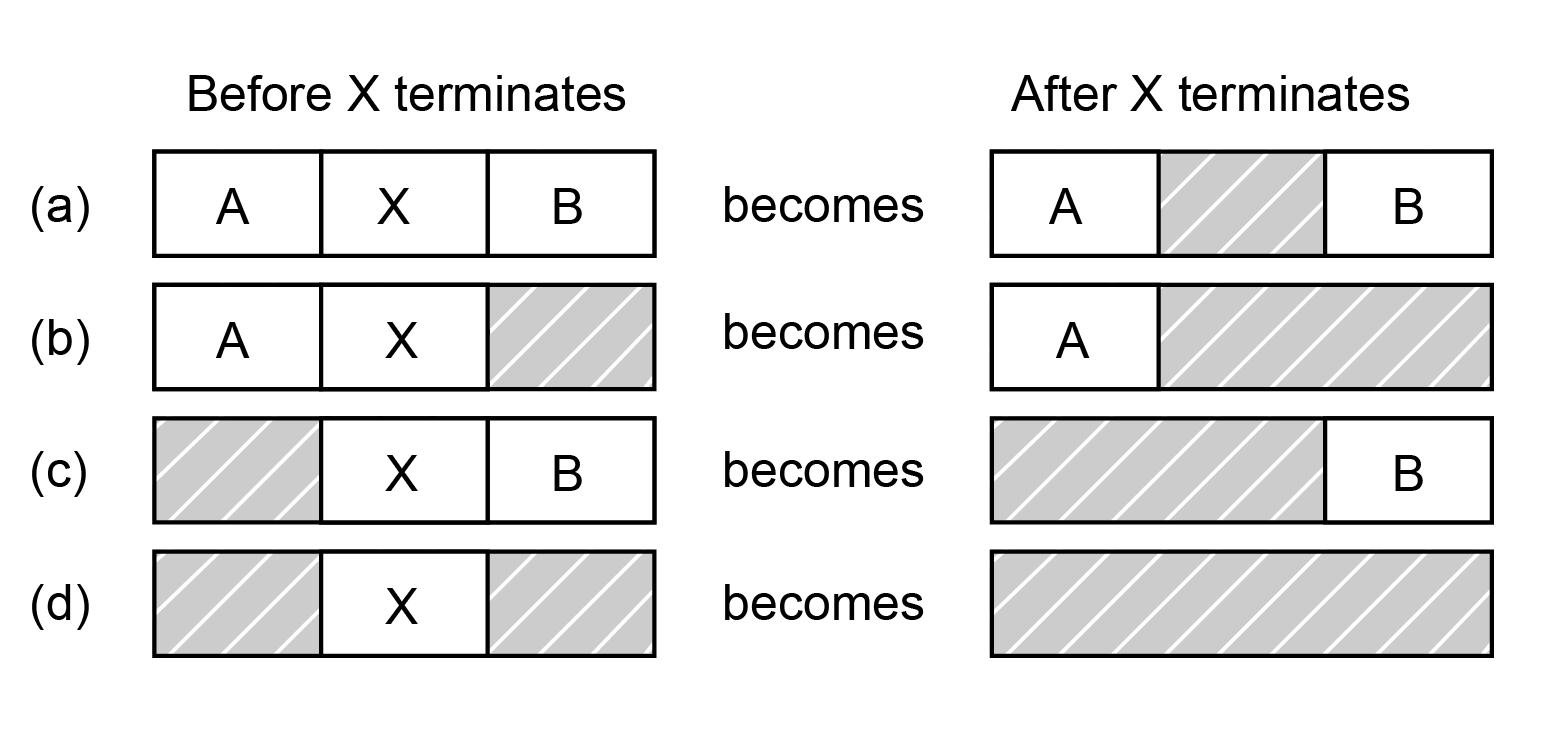 Before X terminates After X terminates
(a) A X B becomes A B
(b) A X becomes A
(c) X B becomes B
(d) X becomes